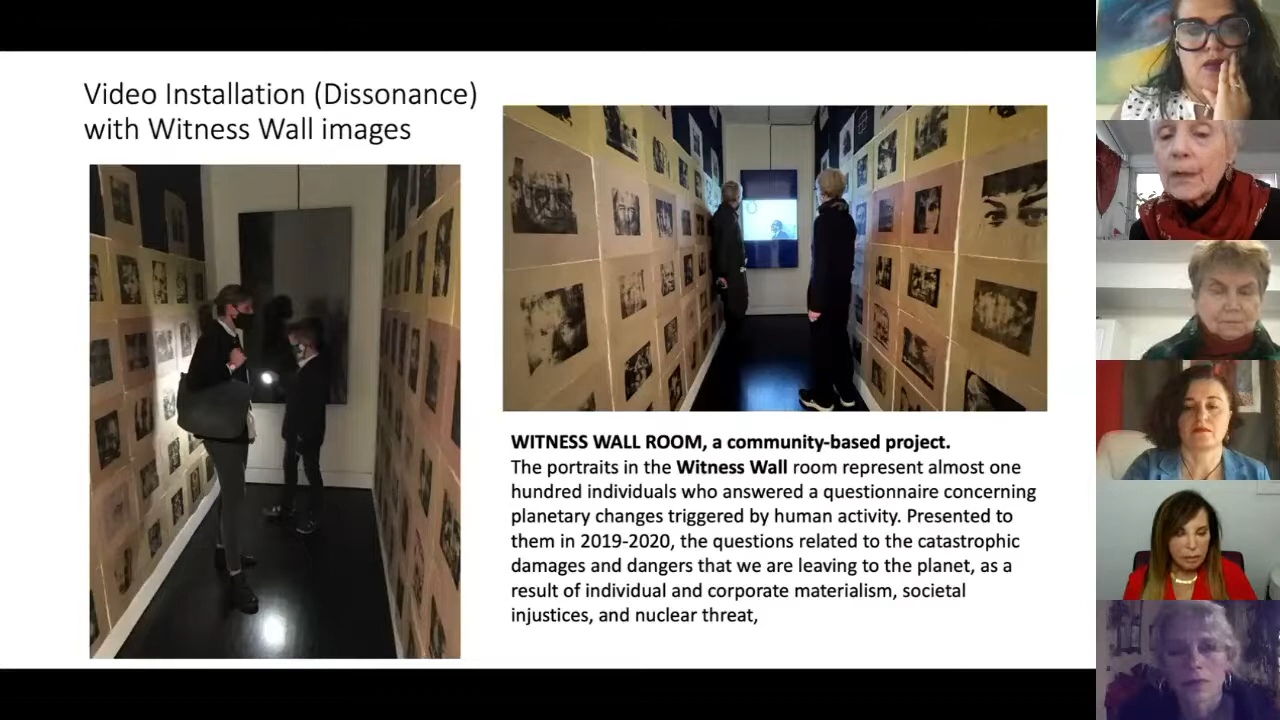 Video Installation (Dissonance)
with Witness Wall images
WITNESS WALL ROOM, a community-based project.
The portraits in the Witness Wall room represent almost one
hundred individuals who answered a questionnaire concerning
planetary changes triggered by human activity. Presented to
them in 2019-2020, the questions related to the catastrophic
damages and dangers that we are leaving to the planet, as a
result of individual and corporate materialism, societal
injustices, and nuclear threat,